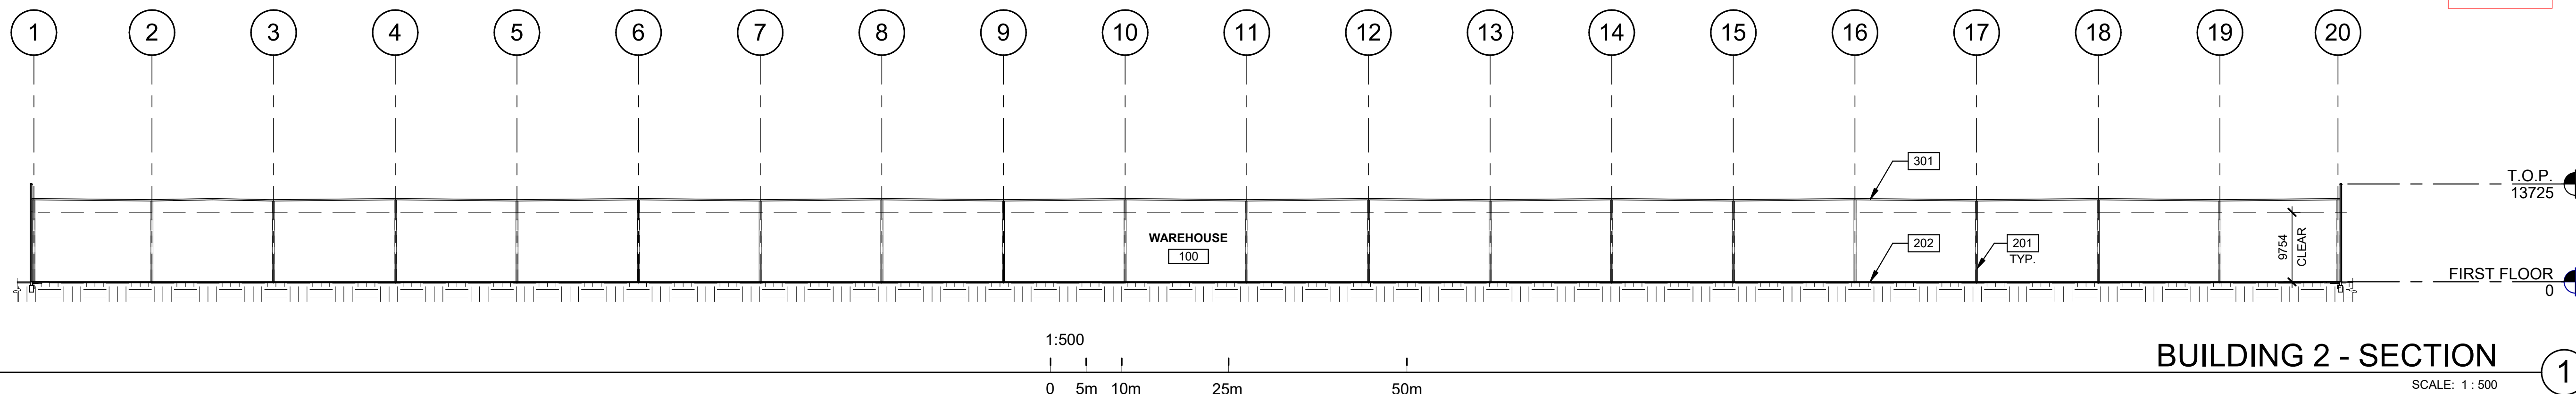 1 2 3 4 5 6 7 8 9 10 11 12 13 14 15 16 17 18 19 20
301
T.O.P.
13725
WAREHOUSE
100
202
201
TYP.
9754
CLEAR
FIRST FLOOR
0
1:500
0 5m 10m 25m 50m
BUILDING 2 - SECTION
1
SCALE: 1 : 500